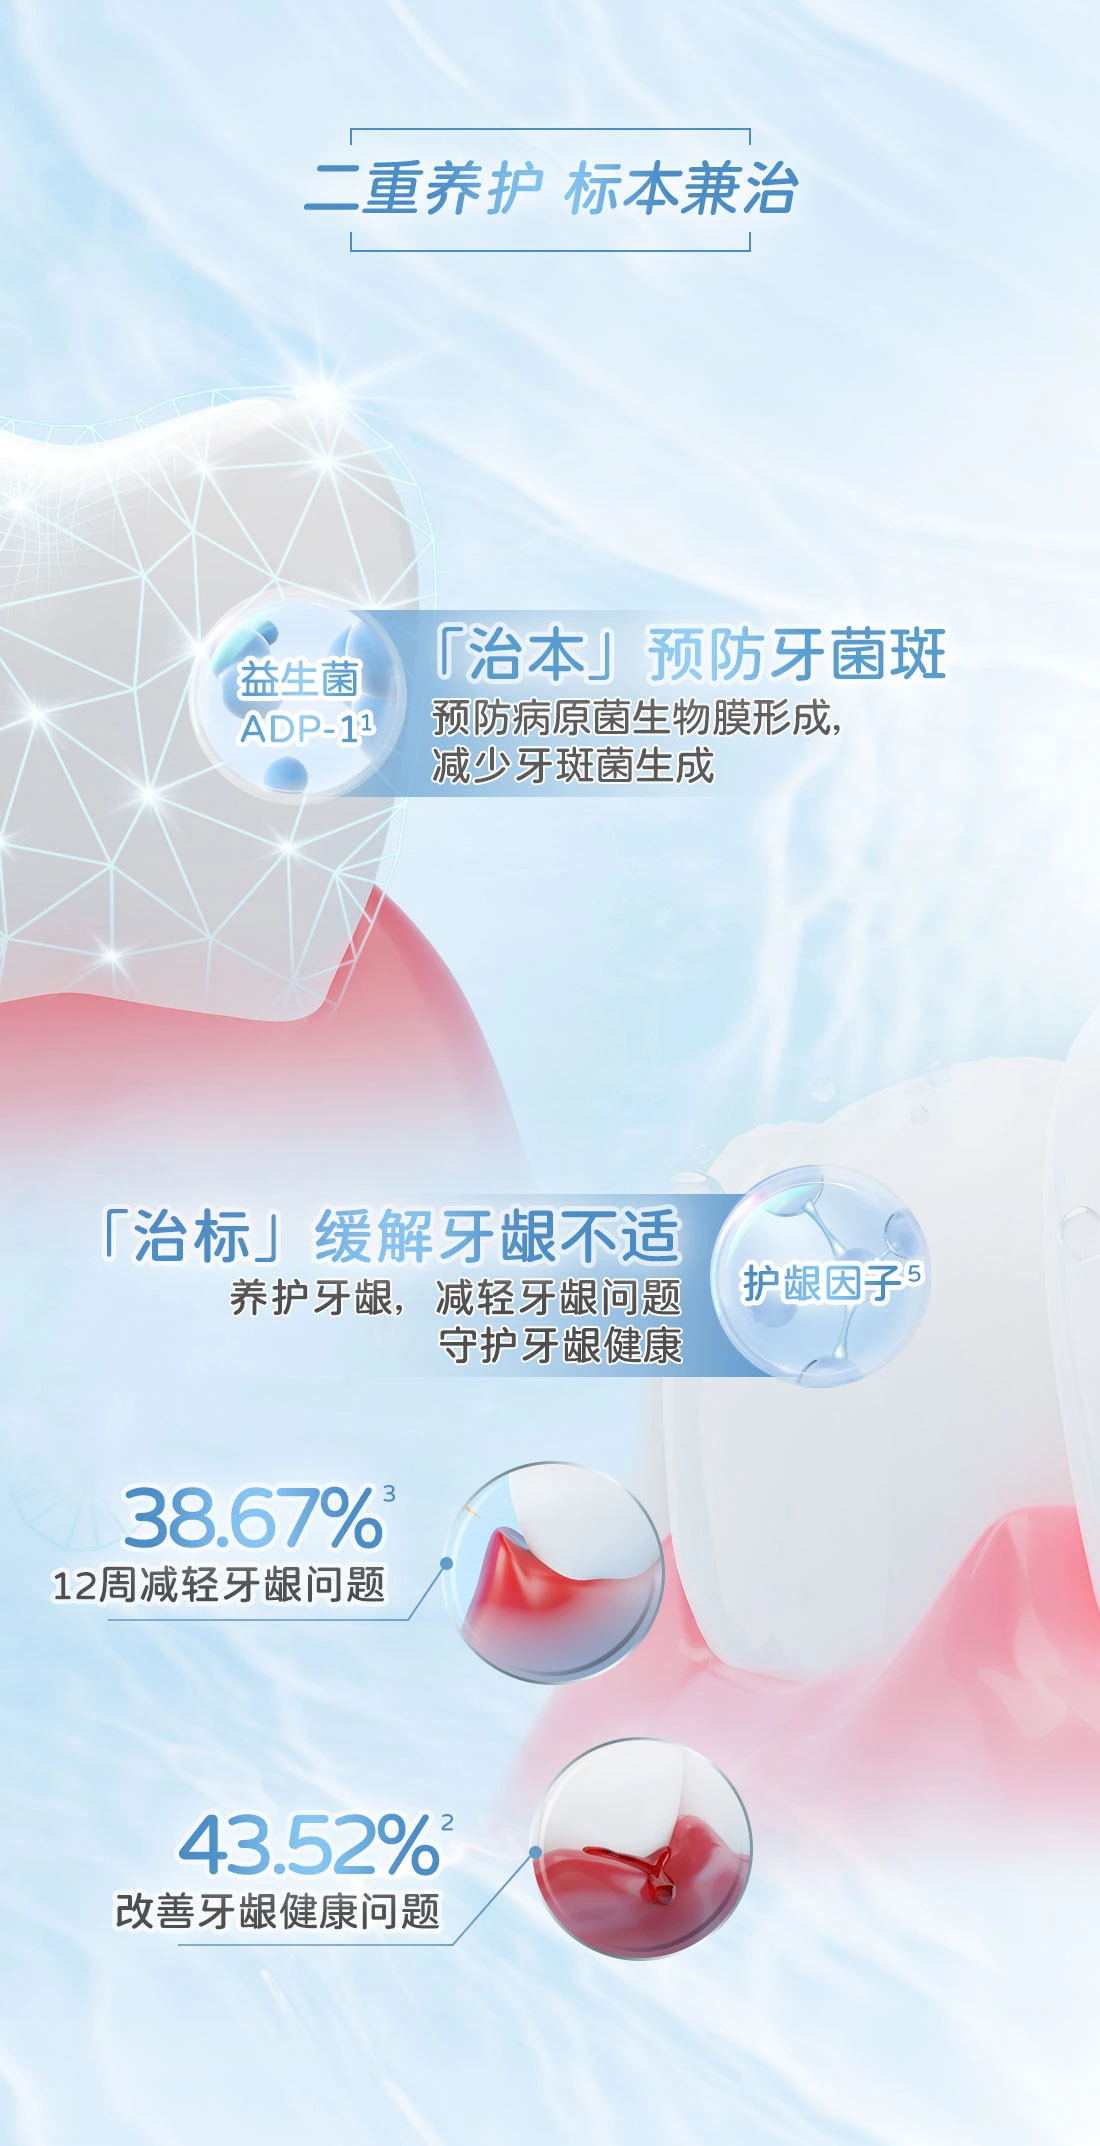 二重养护 标本兼治
益生菌
ADP-1¹
「治本」预防牙菌斑
预防病原菌生物膜形成，
减少牙斑菌生成
「治标」缓解牙龈不适
养护牙龈，减轻牙龈问题
守护牙龈健康
护龈因子⁵
38.67%³
12周减轻牙龈问题
43.52%²
改善牙龈健康问题